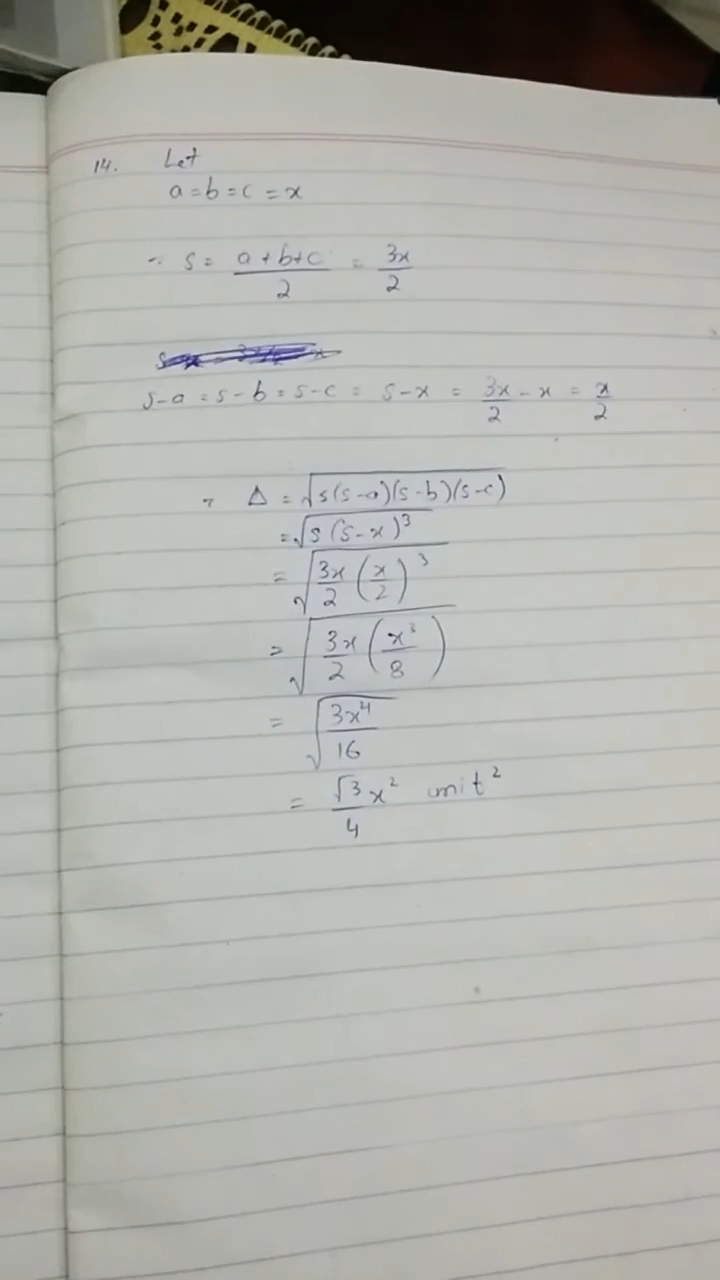 14. Let
a = b = c = x
∴ s = a+b+c/2 = 3x/2
s-a = s-b = s-c = s-x = 3x/2 - x = x/2
∴ Δ = √s(s-a)(s-b)(s-c)
= √s(s-x)³
= √3x/2 (x/2)³
= √3x/2 (x³/8)
= √3x⁴/16
= √3/4 x² unit²